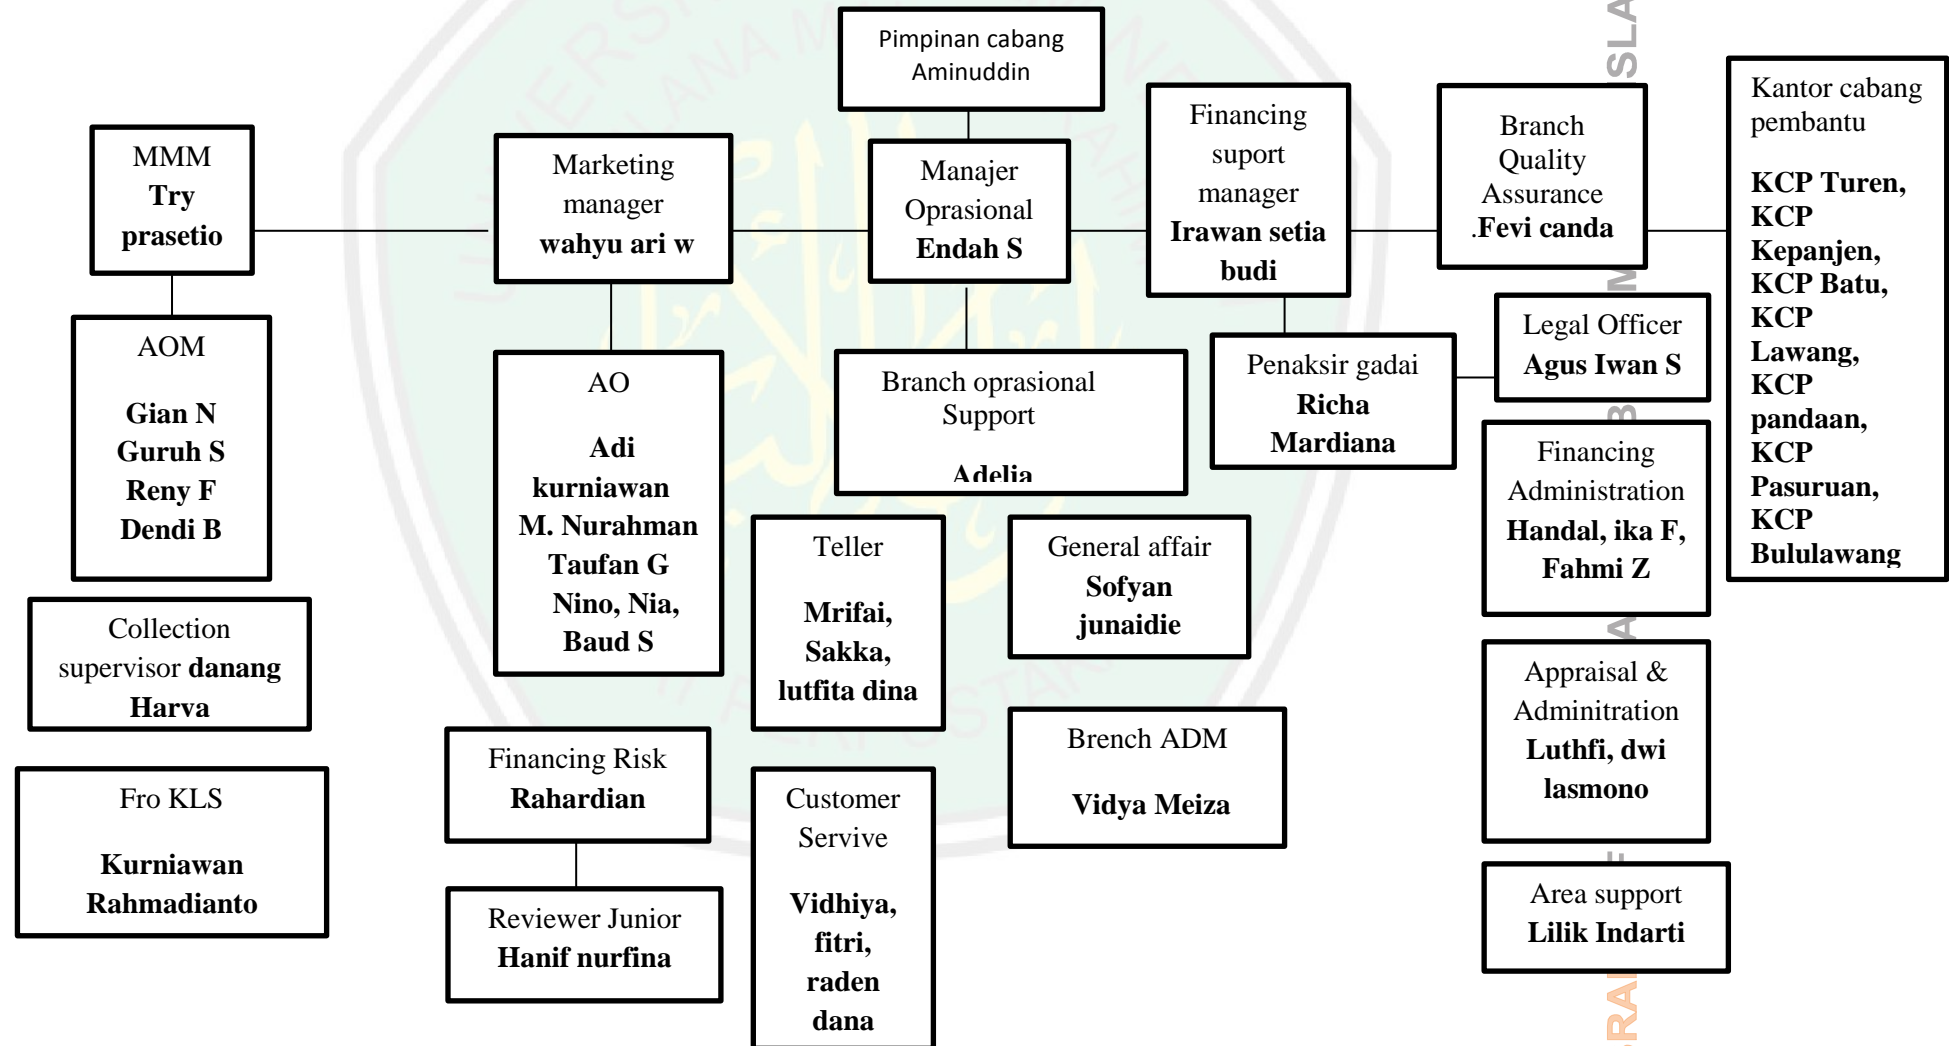 Pimpinan cabang
Aminuddin
MMM
Try
prasetio
Marketing
manager
wahyu ari w
Manajer
Oprasional
Endah S
Financing
suport
manager
Irawan setia
budi
Branch
Quality
Assurance
.Fevi canda
Kantor cabang
pembantu
KCP Turen,
KCP
Kepanjen,
KCP Batu,
KCP
Lawang,
KCP
pandaan,
KCP
Pasuruan,
KCP
Bululawang
AOM
Gian N
Guruh S
Reny F
Dendi B
AO
Adi
kurniawan
M. Nurahman
Taufan G
Nino, Nia,
Baud S
Branch oprasional
Support
Adelia
Penaksir gadai
Richa
Mardiana
Legal Officer
Agus Iwan S
Financing
Administration
Handal, ika F,
Fahmi Z
Collection
supervisor danang
Harva
Teller
Mrifai,
Sakka,
lutfita dina
General affair
Sofyan
junaidie
Appraisal &
Adminitration
Luthfi, dwi
lasmono
Fro KLS
Kurniawan
Rahmadianto
Financing Risk
Rahardian
Customer
Servive
Vidhiya,
fitri,
raden
dana
Brench ADM
Vidya Meiza
Reviewer Junior
Hanif nurfina
Area support
Lilik Indarti